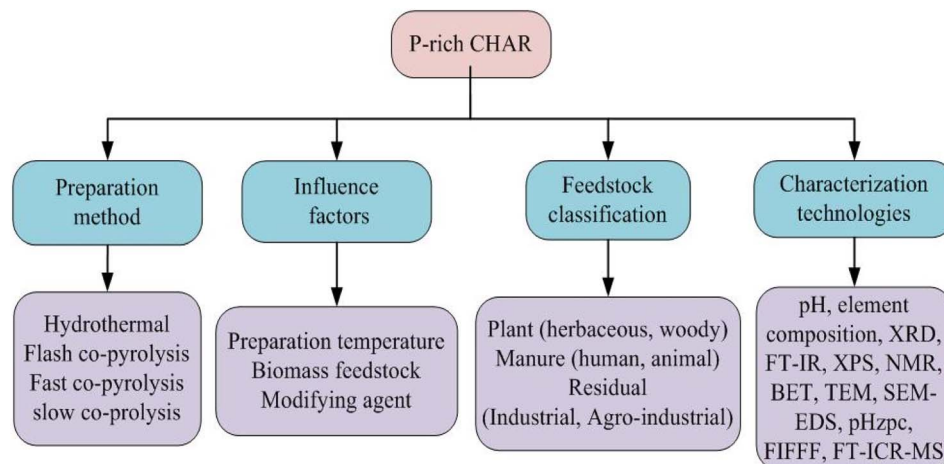 P-rich CHAR
Preparation
method
Influence
factors
Feedstock
classification
Characterization
technologies
Hydrothermal
Flash co-pyrolysis
Fast co-pyrolysis
slow co-prolysis
Preparation temperature
Biomass feedstock
Modifying agent
Plant (herbaceous, woody)
Manure (human, animal)
Residual
(Industrial, Agro-industrial)
pH, element
composition, XRD,
FT-IR, XPS, NMR,
BET, TEM, SEM-
EDS, pHzpc,
FIFFF, FT-ICR-MS